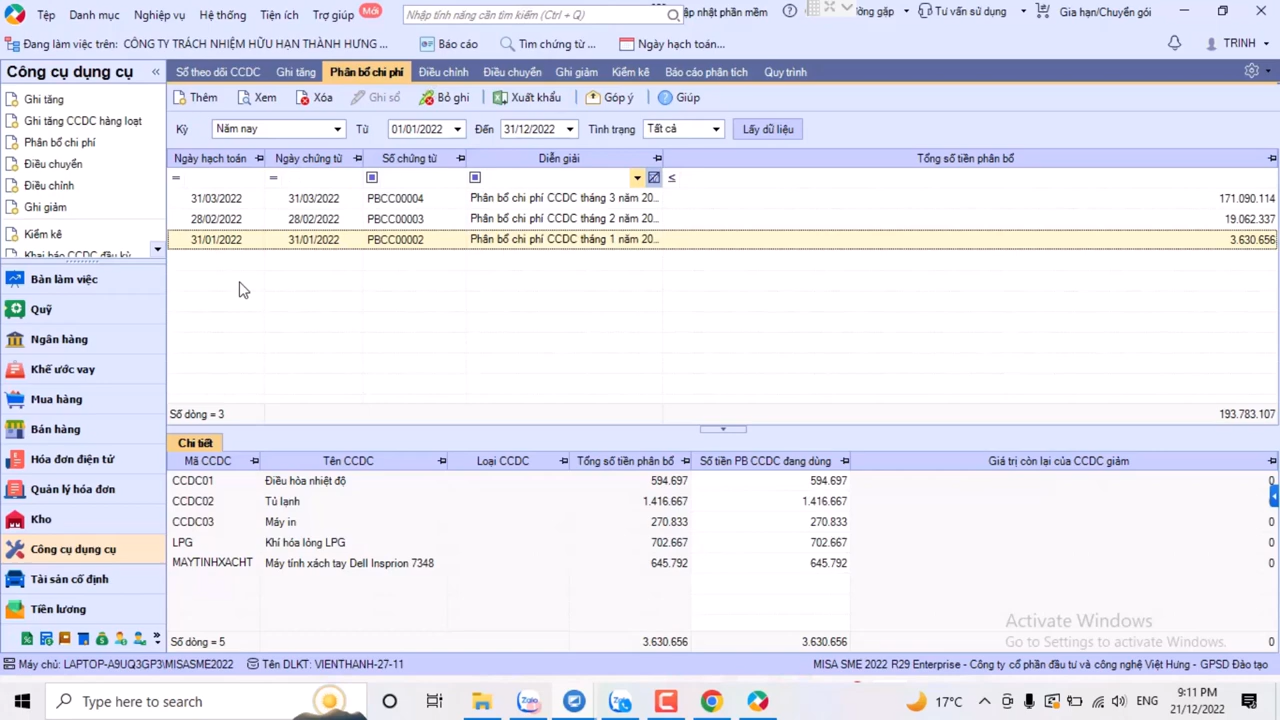 Tệp Danh mục Nghiệp vụ Hệ thống Tiện ích Trợ giúp Mới Nhập tính năng cần tìm kiếm (Ctrl + Q) nhật phần mềm Tư vấn sử dụng Gia hạn/Chuyển gói
Đang làm việc trên: CÔNG TY TRÁCH NHIỆM HỮU HẠN THÀNH HƯNG ... Báo cáo Tìm chứng từ ... Ngày hạch toán... TRINH
Công cụ dụng cụ « Sổ theo dõi CCDC Ghi tăng Phân bổ chi phí Điều chỉnh Điều chuyển Ghi giảm Kiểm kê Báo cáo phân tích Quy trình
Ghi tăng
Ghi tăng CCDC hàng loạt
Phân bổ chi phí
Điều chuyển
Điều chỉnh
Ghi giảm
Kiểm kê
Khai báo CCDC đầu kỳ
Bàn làm việc
Quỹ
Ngân hàng
Khế ước vay
Mua hàng
Bán hàng
Hóa đơn điện tử
Quản lý hóa đơn
Kho
Công cụ dụng cụ
Tài sản cố định
Tiền lương
Thêm Xem Xóa Ghi sổ Bỏ ghi Xuất khẩu Góp ý Giúp
Kỳ Năm nay Từ 01/01/2022 Đến 31/12/2022 Tình trạng Tất cả Lấy dữ liệu
Ngày hạch toán Ngày chứng từ Số chứng từ Diễn giải Tổng số tiền phân bổ
= = ≤
31/03/2022 31/03/2022 PBCC00004 Phân bổ chi phí CCDC tháng 3 năm 20... 171.090.114
28/02/2022 28/02/2022 PBCC00003 Phân bổ chi phí CCDC tháng 2 năm 20... 19.062.337
31/01/2022 31/01/2022 PBCC00002 Phân bổ chi phí CCDC tháng 1 năm 20... 3.630.656
Số dòng = 3 193.783.107
Chi tiết
Mã CCDC Tên CCDC Loại CCDC Tổng số tiền phân bổ Số tiền PB CCDC đang dùng Giá trị còn lại của CCDC giảm
CCDC01 Điều hòa nhiệt độ 594.697 594.697 0
CCDC02 Tủ lạnh 1.416.667 1.416.667 0
CCDC03 Máy in 270.833 270.833 0
LPG Khí hóa lỏng LPG 702.667 702.667 0
MAYTINHXACHT Máy tính xách tay Dell Insprion 7348 645.792 645.792 0
Số dòng = 5 3.630.656 3.630.656 0
Activate Windows
Go to Settings to activate Windows.
Máy chủ: LAPTOP-A9UQ3GP3\MISASME2022 Tên DLKT: VIENTHANH-27-11 MISA SME 2022 R29 Enterprise - Công ty cổ phần đầu tư và công nghệ Việt Hưng - GPSD Đào tạo
Type here to search 17°C ENG 9:11 PM
21/12/2022